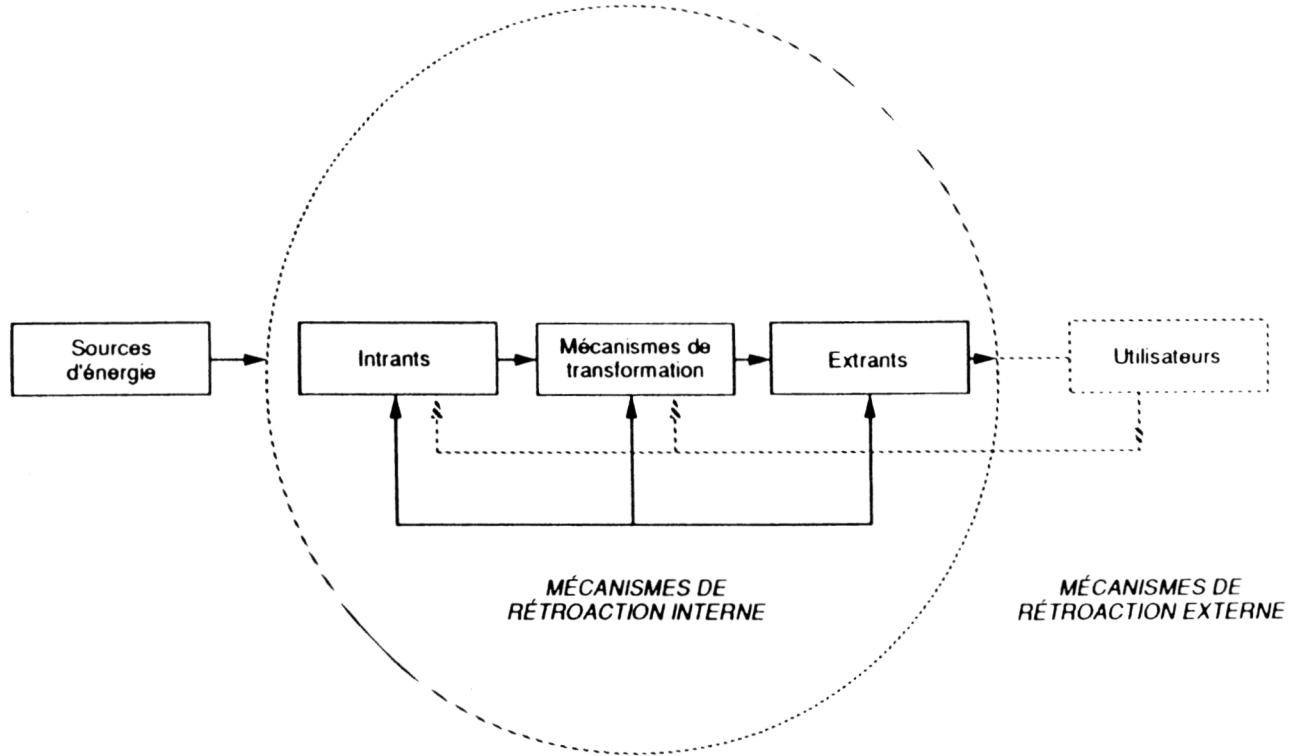 Sources
d'énergie
Intrants
Mécanismes de
transformation
Extrants
Utilisateurs
MÉCANISMES DE
RÉTROACTION INTERNE
MÉCANISMES DE
RÉTROACTION EXTERNE